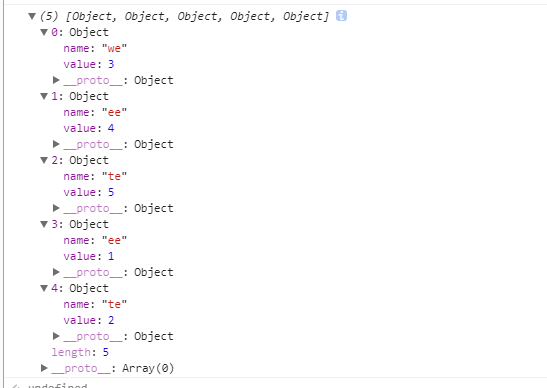 (5) [Object, Object, Object, Object, Object]
0: Object
name: "we"
value: 3
__proto__: Object
1: Object
name: "ee"
value: 4
__proto__: Object
2: Object
name: "te"
value: 5
__proto__: Object
3: Object
name: "ee"
value: 1
__proto__: Object
4: Object
name: "te"
value: 2
__proto__: Object
length: 5
__proto__: Array(0)
undefined